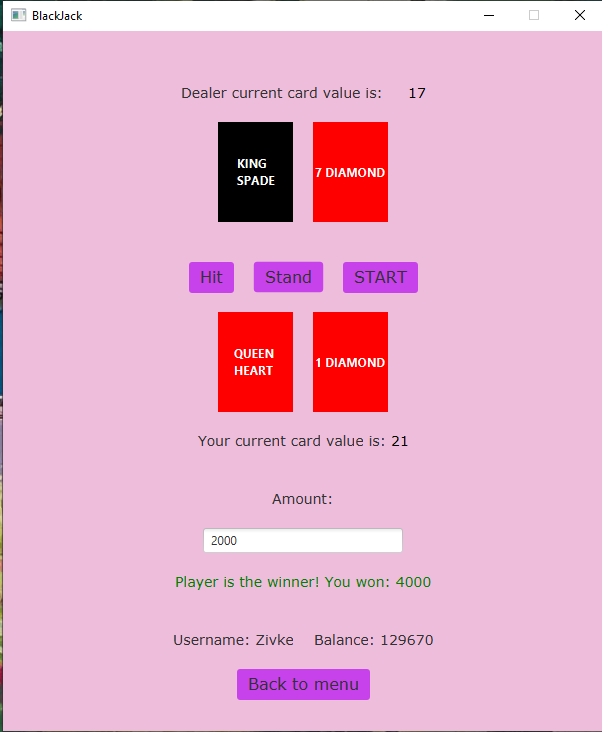 BlackJack
Dealer current card value is: 17
KING
SPADE
7 DIAMOND
Hit Stand START
QUEEN
HEART
1 DIAMOND
Your current card value is: 21
Amount:
2000
Player is the winner! You won: 4000
Username: Zivke Balance: 129670
Back to menu